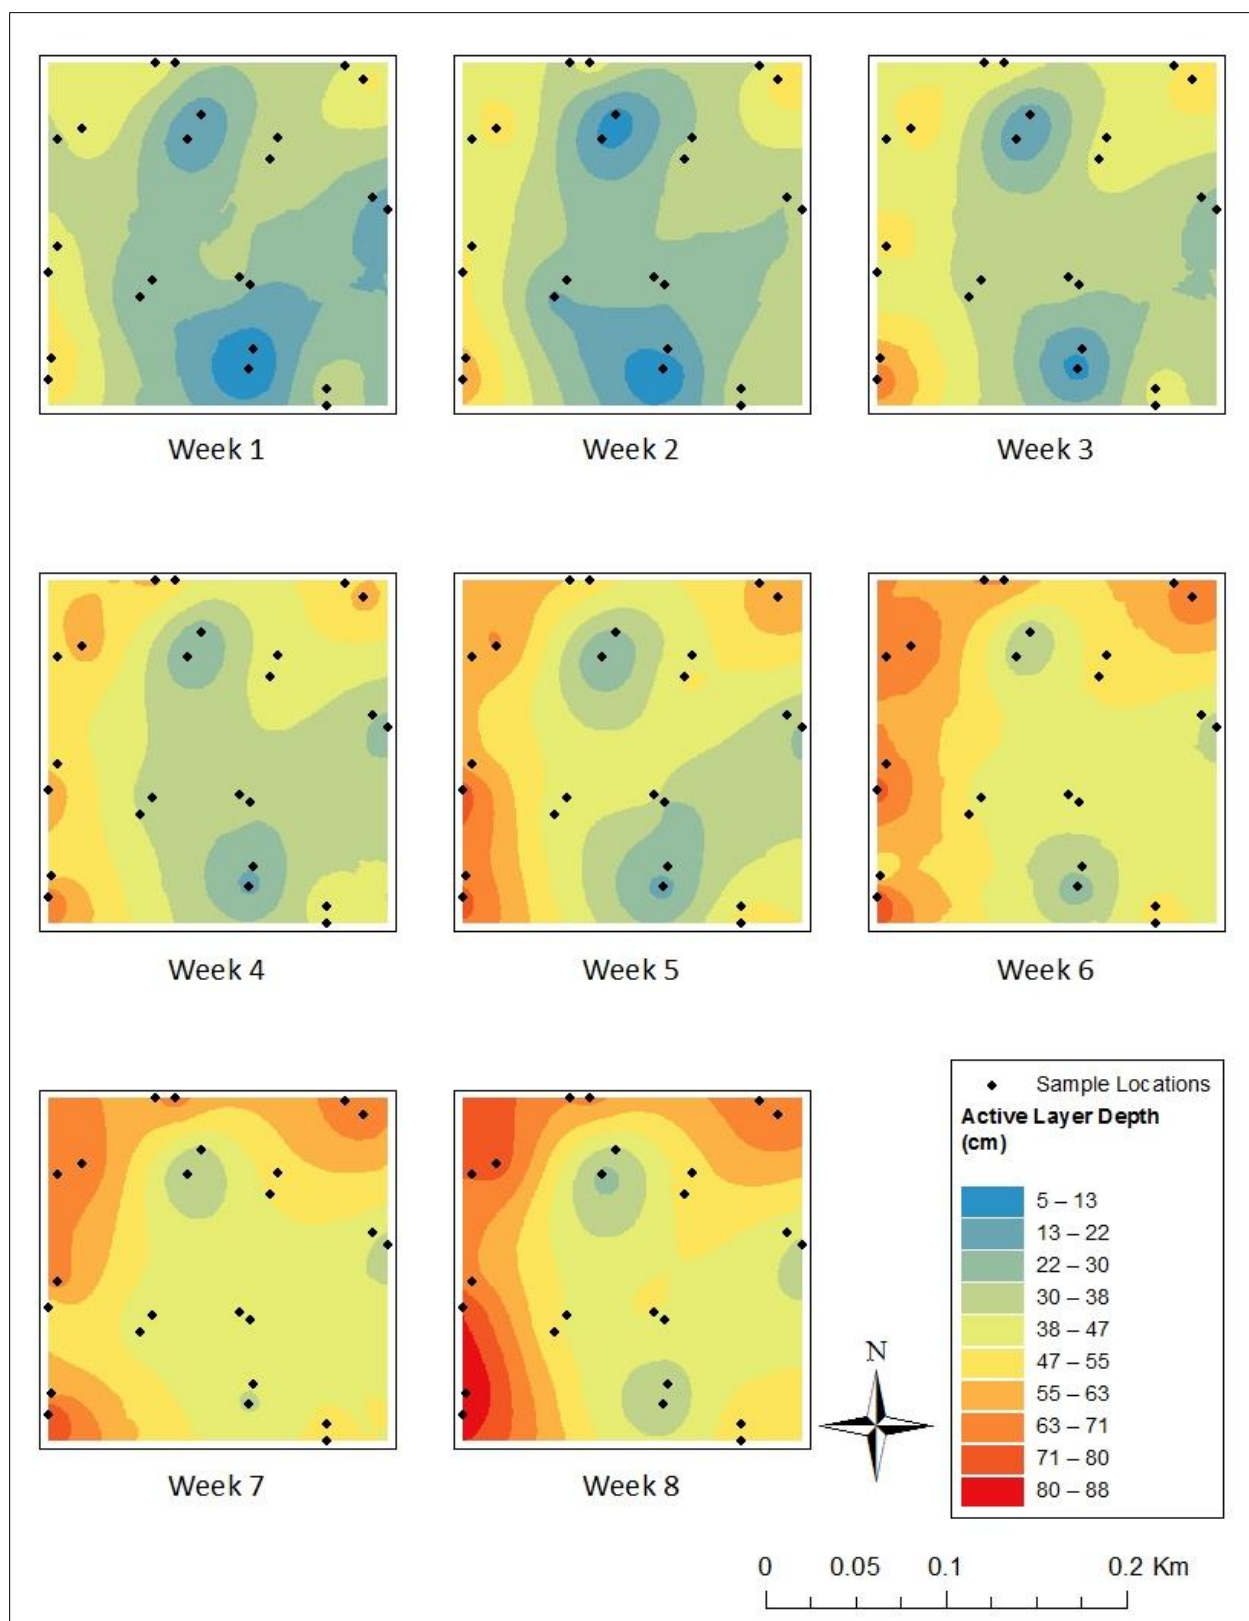 Week 1
Week 2
Week 3
Week 4
Week 5
Week 6
Week 7
Week 8
Sample Locations
Active Layer Depth
(cm)
5 – 13
13 – 22
22 – 30
30 – 38
38 – 47
47 – 55
55 – 63
63 – 71
71 – 80
80 – 88
N
0 0.05 0.1 0.2 Km